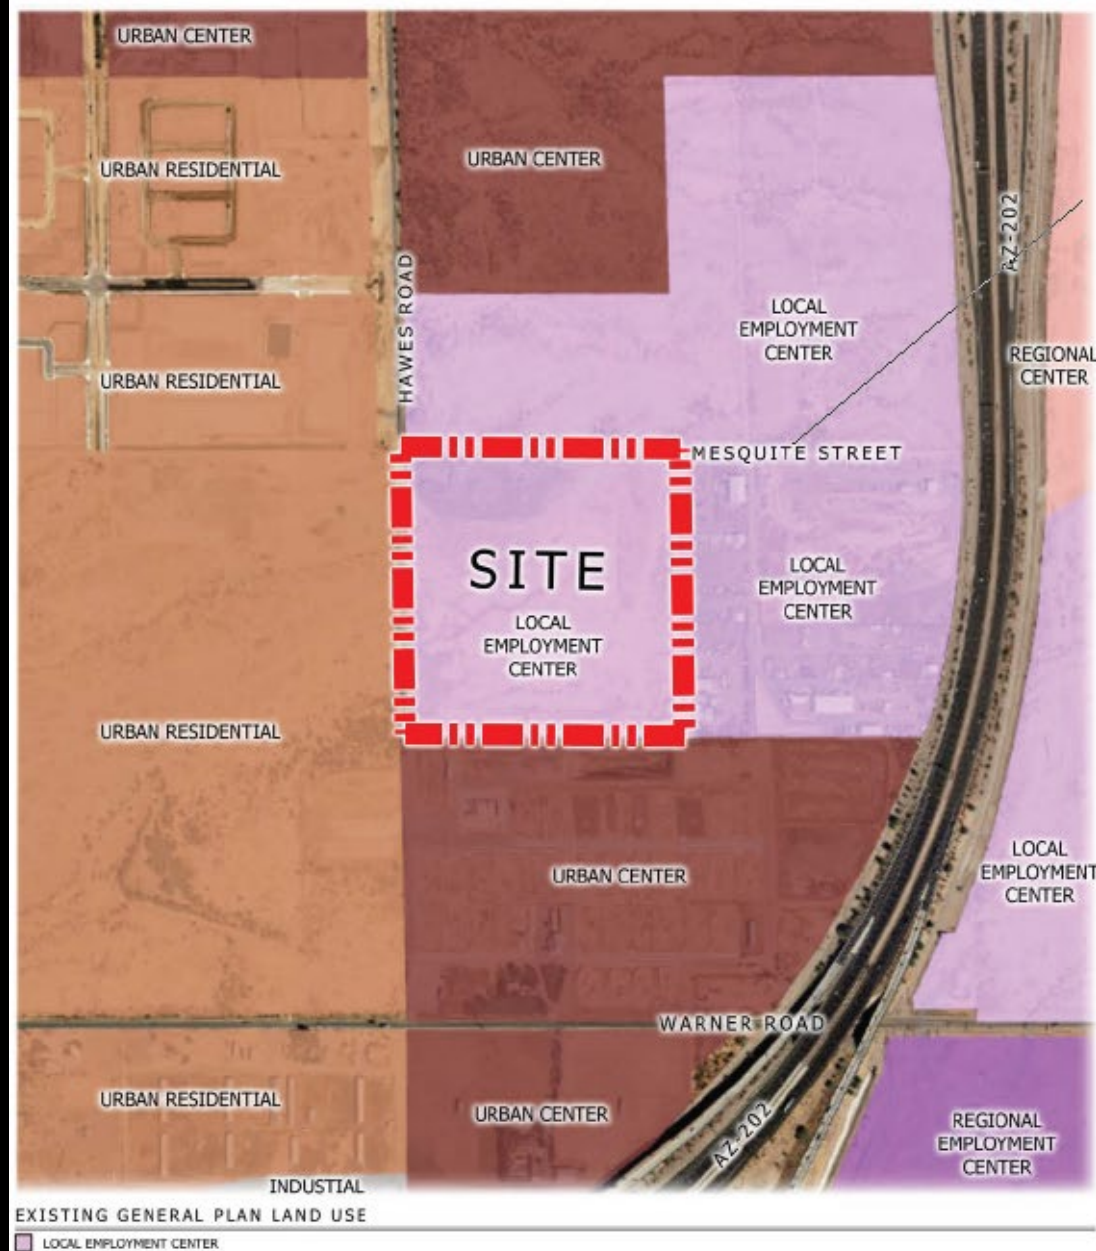 URBAN CENTER
URBAN RESIDENTIAL
URBAN CENTER
AZ-202
HAWES ROAD
LOCAL
EMPLOYMENT
CENTER
REGIONAL
CENTER
URBAN RESIDENTIAL
MESQUITE STREET
SITE
LOCAL
EMPLOYMENT
CENTER
LOCAL
EMPLOYMENT
CENTER
URBAN RESIDENTIAL
URBAN CENTER
LOCAL
EMPLOYMENT
CENTER
WARNER ROAD
URBAN RESIDENTIAL
URBAN CENTER
AZ-202
REGIONAL
EMPLOYMENT
CENTER
INDUSTIAL
EXISTING GENERAL PLAN LAND USE
LOCAL EMPLOYMENT CENTER